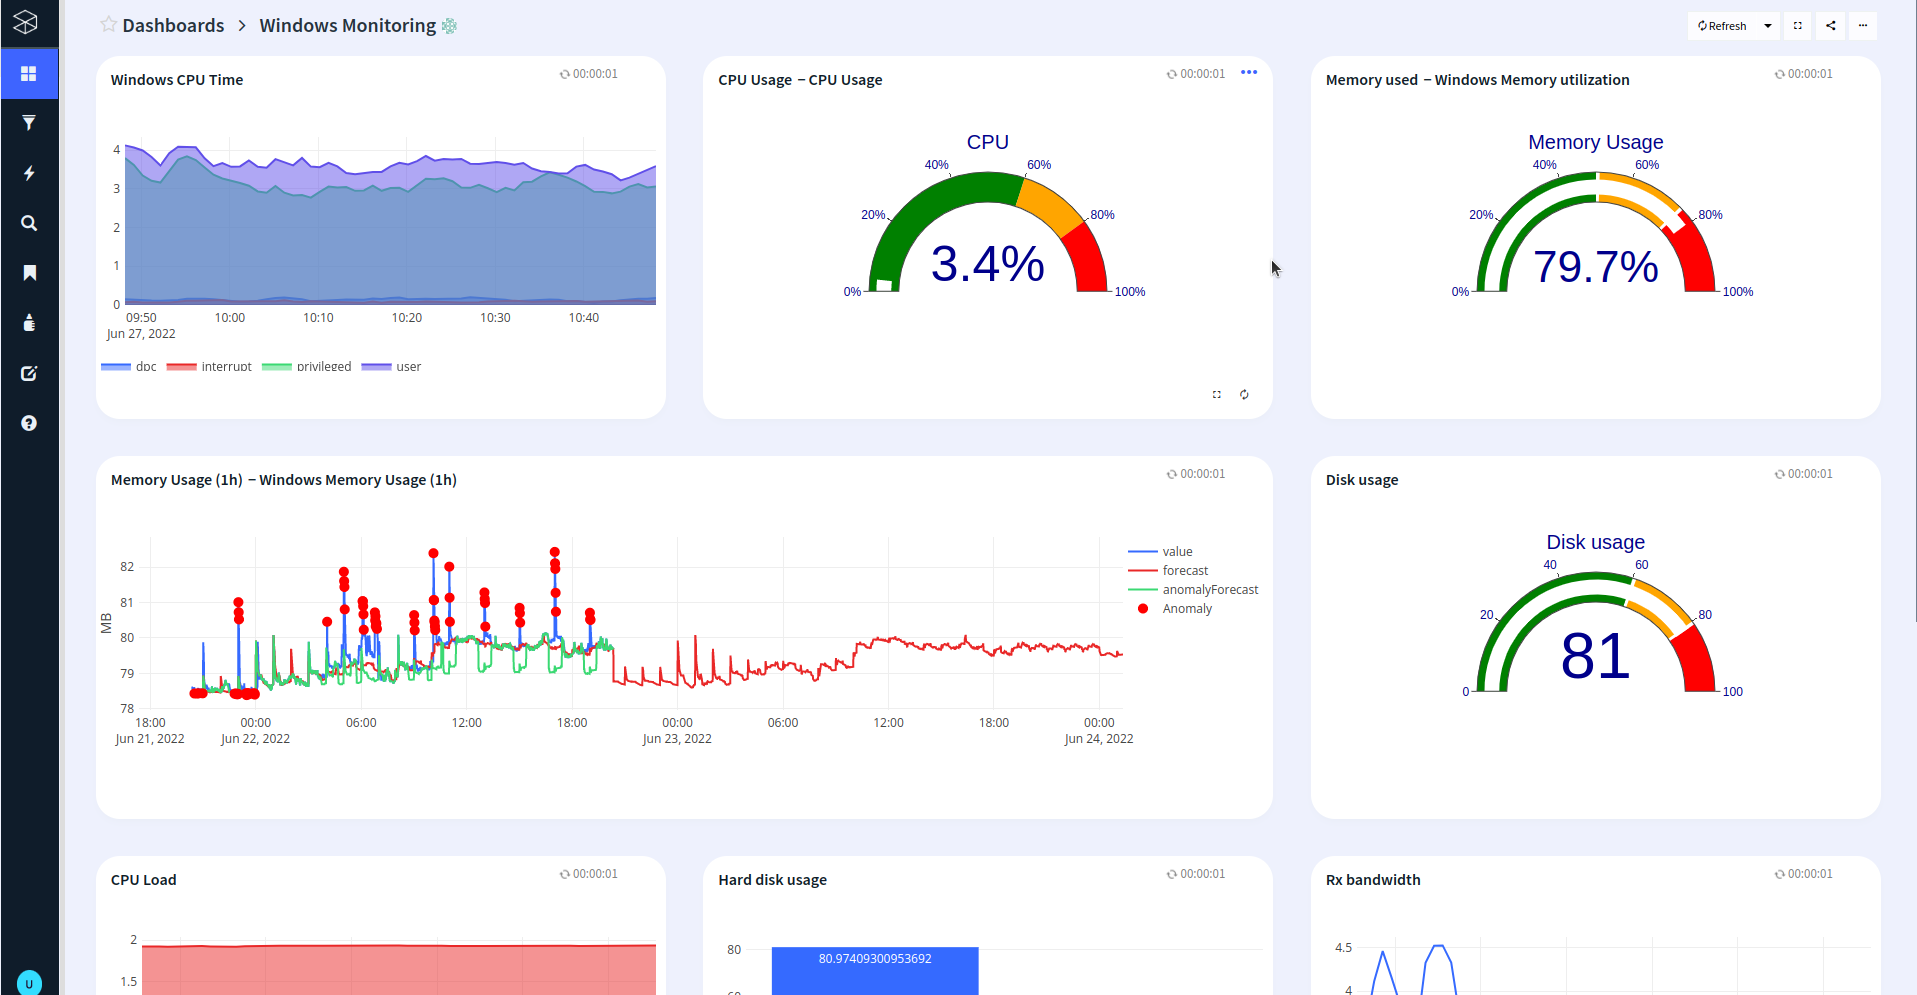 Dashboards > Windows Monitoring
Refresh
Windows CPU Time
00:00:01
4
3
2
1
0
09:50 10:00 10:10 10:20 10:30 10:40
Jun 27, 2022
dpc interrupt privileged user
CPU Usage – CPU Usage
00:00:01
CPU
40% 60%
20% 80%
3.4%
0% 100%
Memory used – Windows Memory utilization
00:00:01
Memory Usage
40% 60%
20% 80%
79.7%
0% 100%
Memory Usage (1h) – Windows Memory Usage (1h)
00:00:01
MB
82
81
80
79
78
18:00 00:00 06:00 12:00 18:00 00:00 06:00 12:00 18:00 00:00
Jun 21, 2022 Jun 22, 2022 Jun 23, 2022 Jun 24, 2022
value
forecast
anomalyForecast
Anomaly
Disk usage
00:00:01
Disk usage
40 60
20 80
81
0 100
CPU Load
00:00:01
2
1.5
Hard disk usage
00:00:01
80
80.97409300953692
60
Rx bandwidth
00:00:01
4.5
4
U